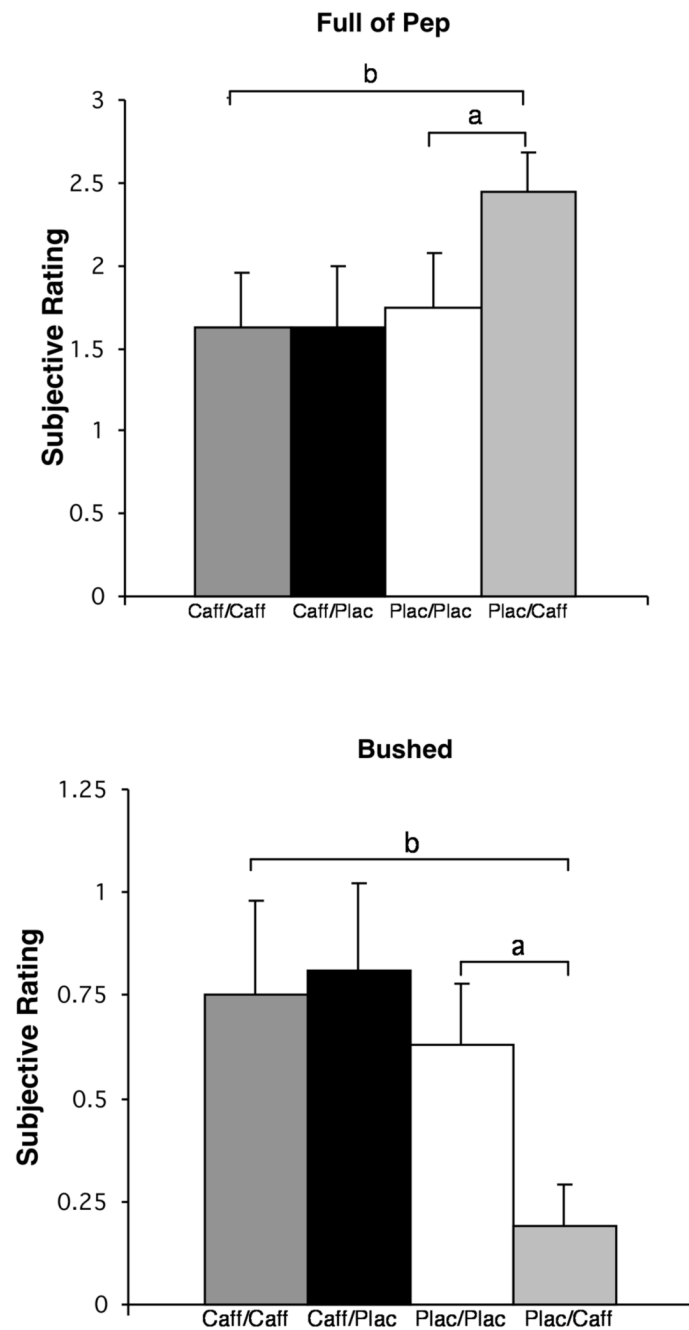 Full of Pep
b
a
3
2.5
2
1.5
1
0.5
0
Subjective Rating
Caff/Caff Caff/Plac Plac/Plac Plac/Caff
Bushed
b
a
1.25
1
0.75
0.5
0.25
0
Subjective Rating
Caff/Caff Caff/Plac Plac/Plac Plac/Caff